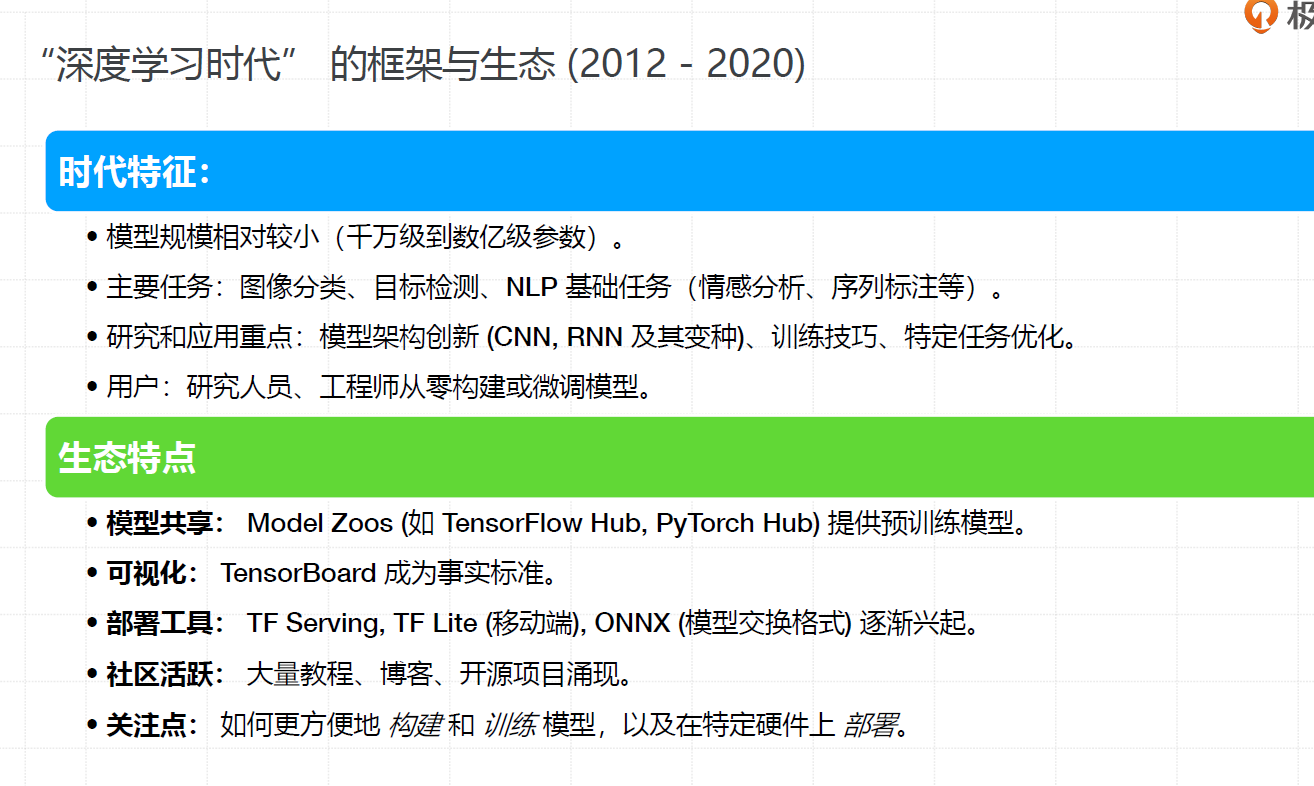 “深度学习时代” 的框架与生态 (2012 - 2020)
时代特征：
• 模型规模相对较小（千万级到数亿级参数）。
• 主要任务：图像分类、目标检测、NLP 基础任务（情感分析、序列标注等）。
• 研究和应用重点：模型架构创新 (CNN, RNN 及其变种)、训练技巧、特定任务优化。
• 用户：研究人员、工程师从零构建或微调模型。
生态特点
• 模型共享： Model Zoos (如 TensorFlow Hub, PyTorch Hub) 提供预训练模型。
• 可视化： TensorBoard 成为事实标准。
• 部署工具： TF Serving, TF Lite (移动端), ONNX (模型交换格式) 逐渐兴起。
• 社区活跃： 大量教程、博客、开源项目涌现。
• 关注点： 如何更方便地 构建 和 训练 模型，以及在特定硬件上 部署。